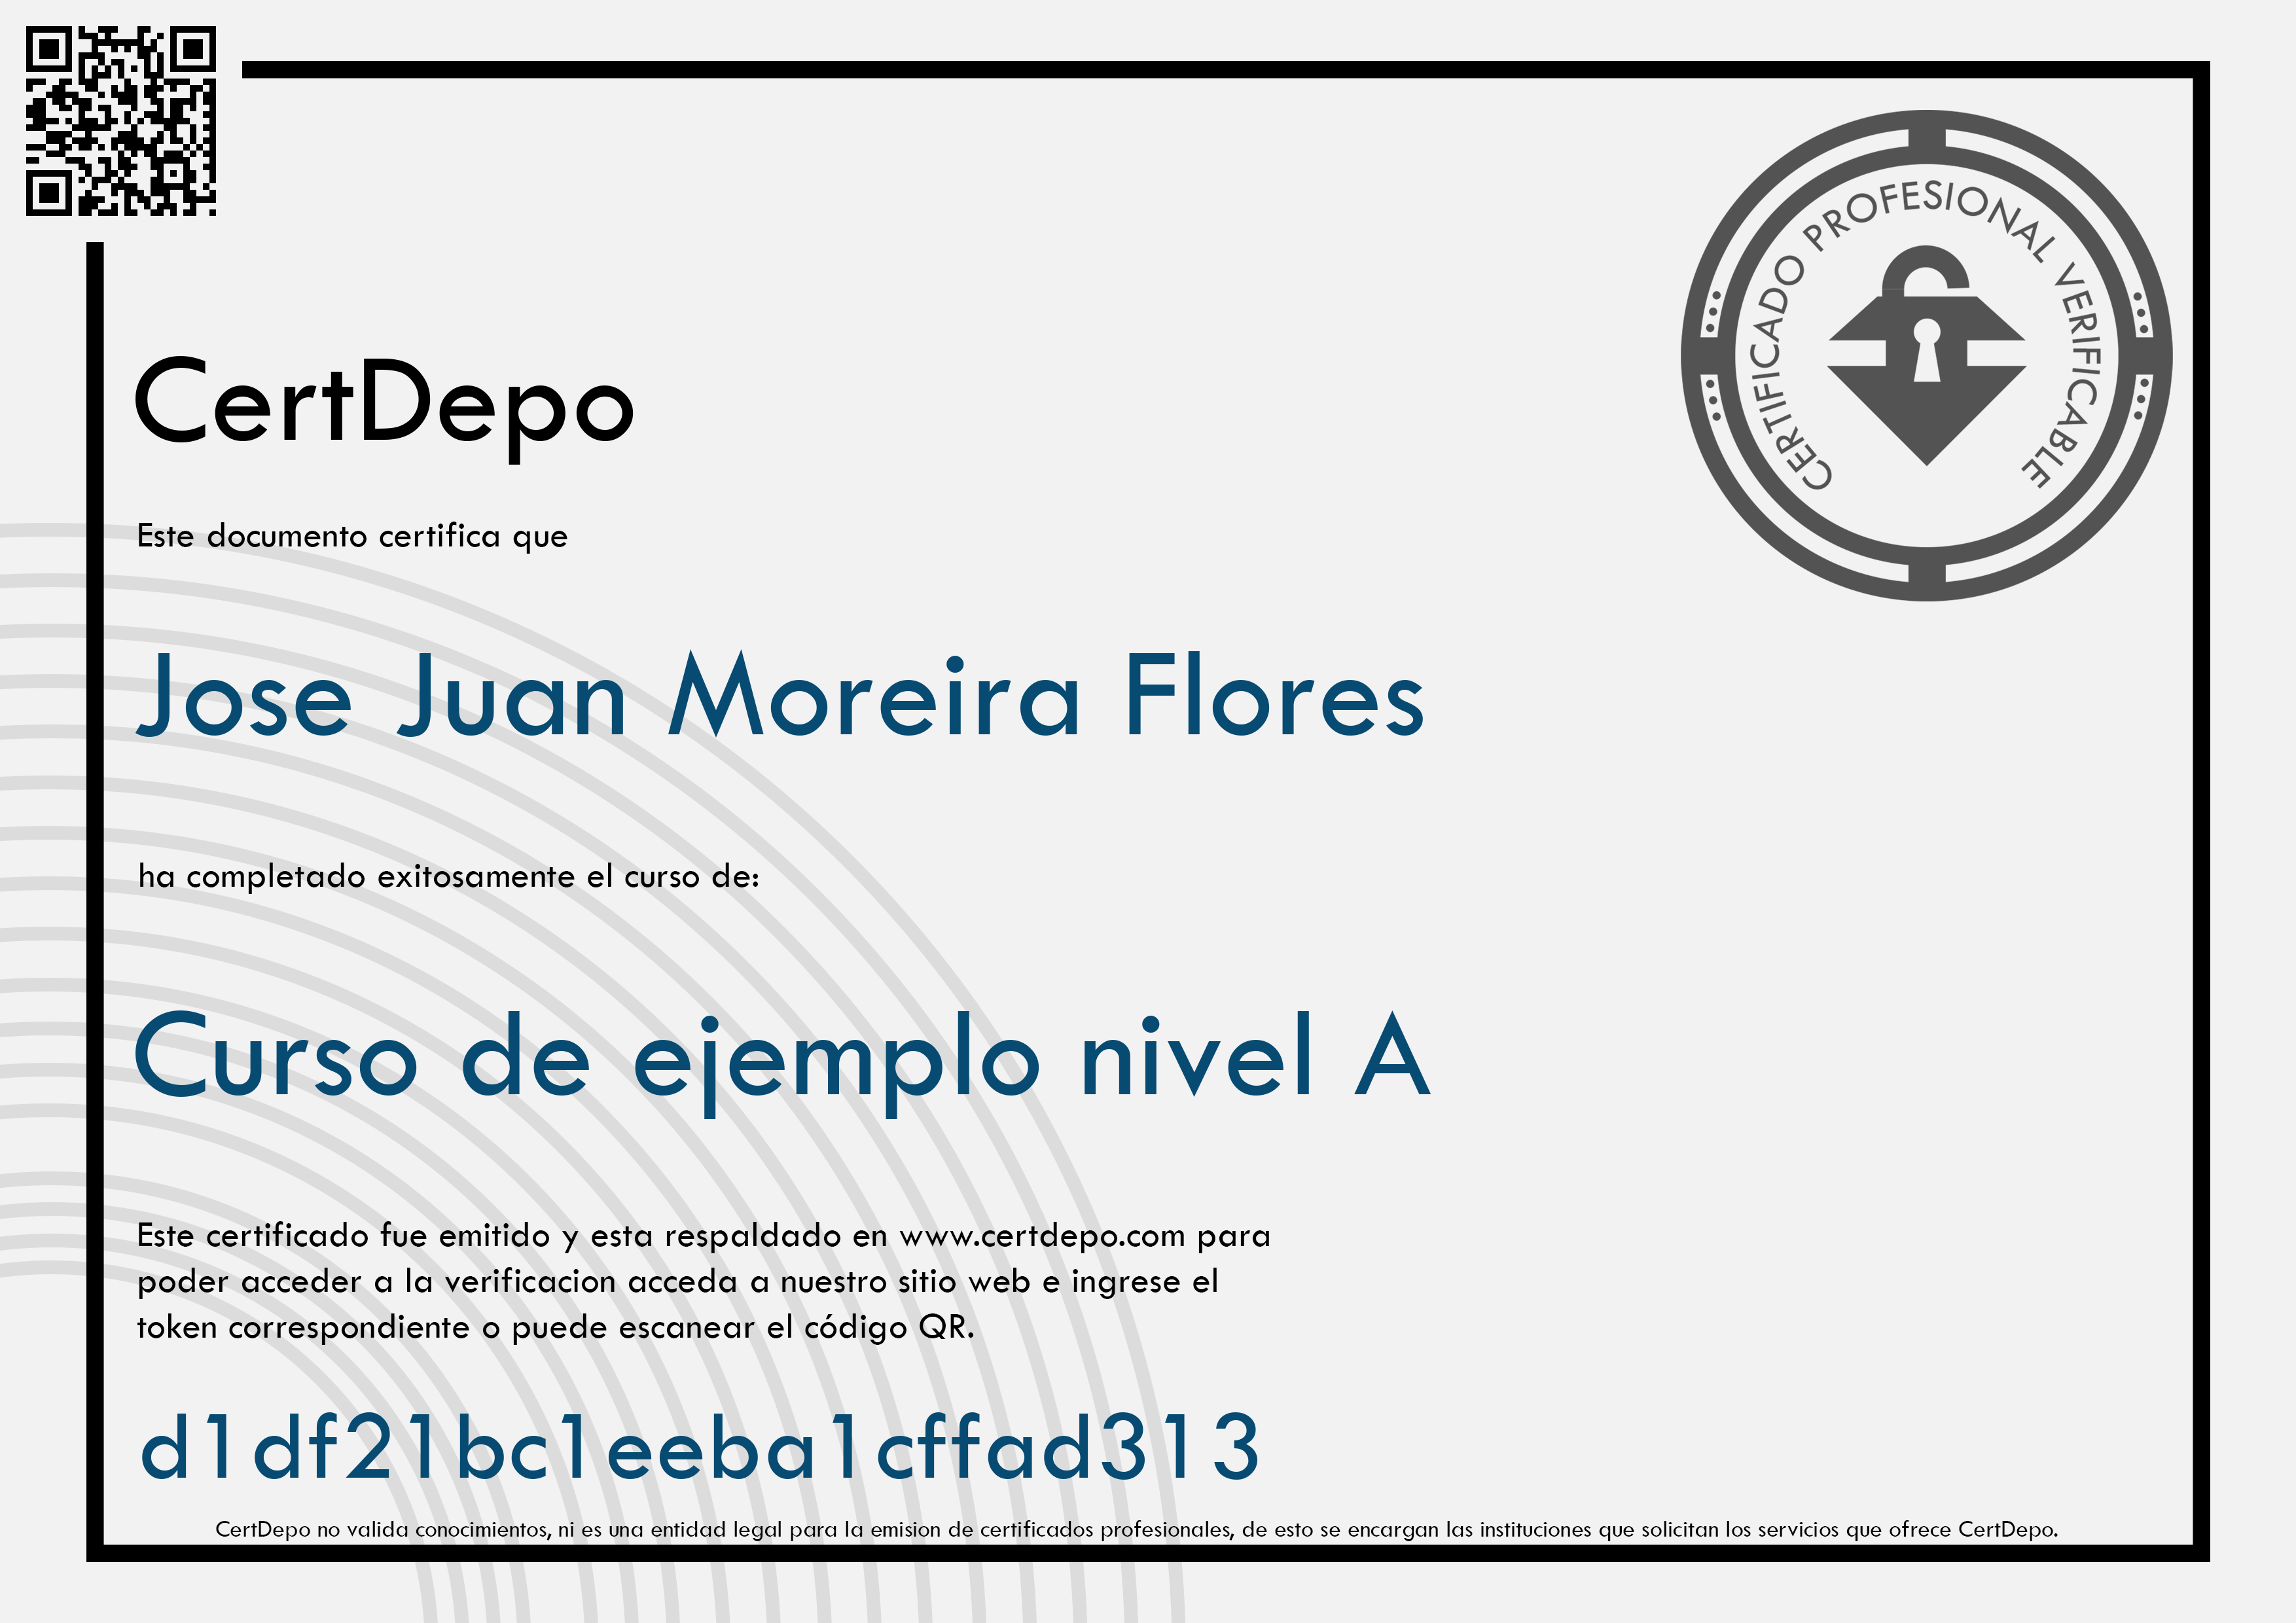 CERTIFICADO PROFESIONAL VERIFICABLE
CertDepo
Este documento certifica que
Jose Juan Moreira Flores
ha completado exitosamente el curso de:
Curso de ejemplo nivel A
Este certificado fue emitido y esta respaldado en www.certdepo.com para
poder acceder a la verificacion acceda a nuestro sitio web e ingrese el
token correspondiente o puede escanear el código QR.
d1df21bc1eeba1cffad313
CertDepo no valida conocimientos, ni es una entidad legal para la emision de certificados profesionales, de esto se encargan las instituciones que solicitan los servicios que ofrece CertDepo.